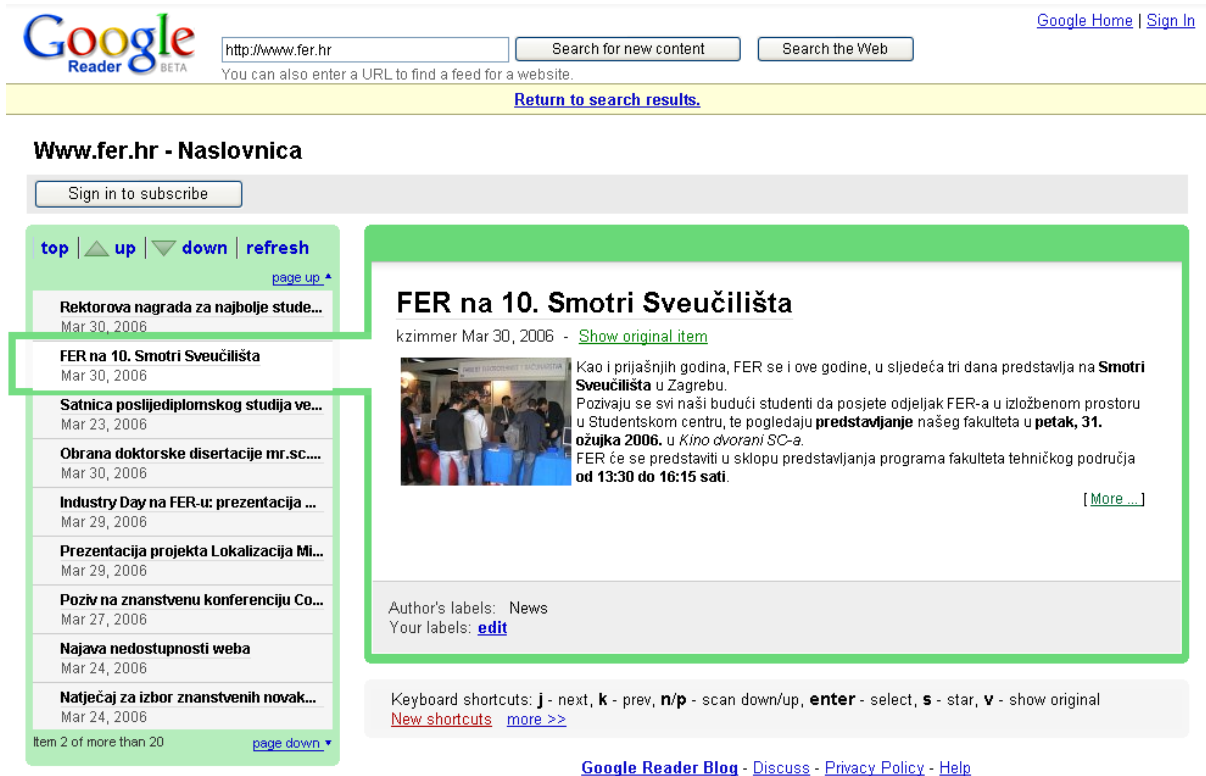 Google Home | Sign In
Google
Reader BETA
http://www.fer.hr
Search for new content
Search the Web
You can also enter a URL to find a feed for a website.
Return to search results.
Www.fer.hr - Naslovnica
Sign in to subscribe
top | up | down | refresh
page up
Rektorova nagrada za najbolje stude...
Mar 30, 2006
FER na 10. Smotri Sveučilišta
Mar 30, 2006
Satnica poslijediplomskog studija ve...
Mar 23, 2006
Obrana doktorske disertacije mr.sc....
Mar 30, 2006
Industry Day na FER-u: prezentacija ...
Mar 29, 2006
Prezentacija projekta Lokalizacija Mi...
Mar 29, 2006
Poziv na znanstvenu konferenciju Co...
Mar 27, 2006
Najava nedostupnosti weba
Mar 24, 2006
Natječaj za izbor znanstvenih novak...
Mar 24, 2006
Item 2 of more than 20
page down
FER na 10. Smotri Sveučilišta
kzimmer Mar 30, 2006 - Show original item
Kao i prijašnjih godina, FER se i ove godine, u sljedeća tri dana predstavlja na Smotri
Sveučilišta u Zagrebu.
Pozivaju se svi naši budući studenti da posjete odjeljak FER-a u izložbenom prostoru
u Studentskom centru, te pogledaju predstavljanje našeg fakulteta u petak, 31.
ožujka 2006. u Kino dvorani SC-a.
FER će se predstaviti u sklopu predstavljanja programa fakulteta tehničkog područja
od 13:30 do 16:15 sati.
[ More ... ]
Author's labels: News
Your labels: edit
Keyboard shortcuts: j - next, k - prev, n/p - scan down/up, enter - select, s - star, v - show original
New shortcuts more >>
Google Reader Blog - Discuss - Privacy Policy - Help